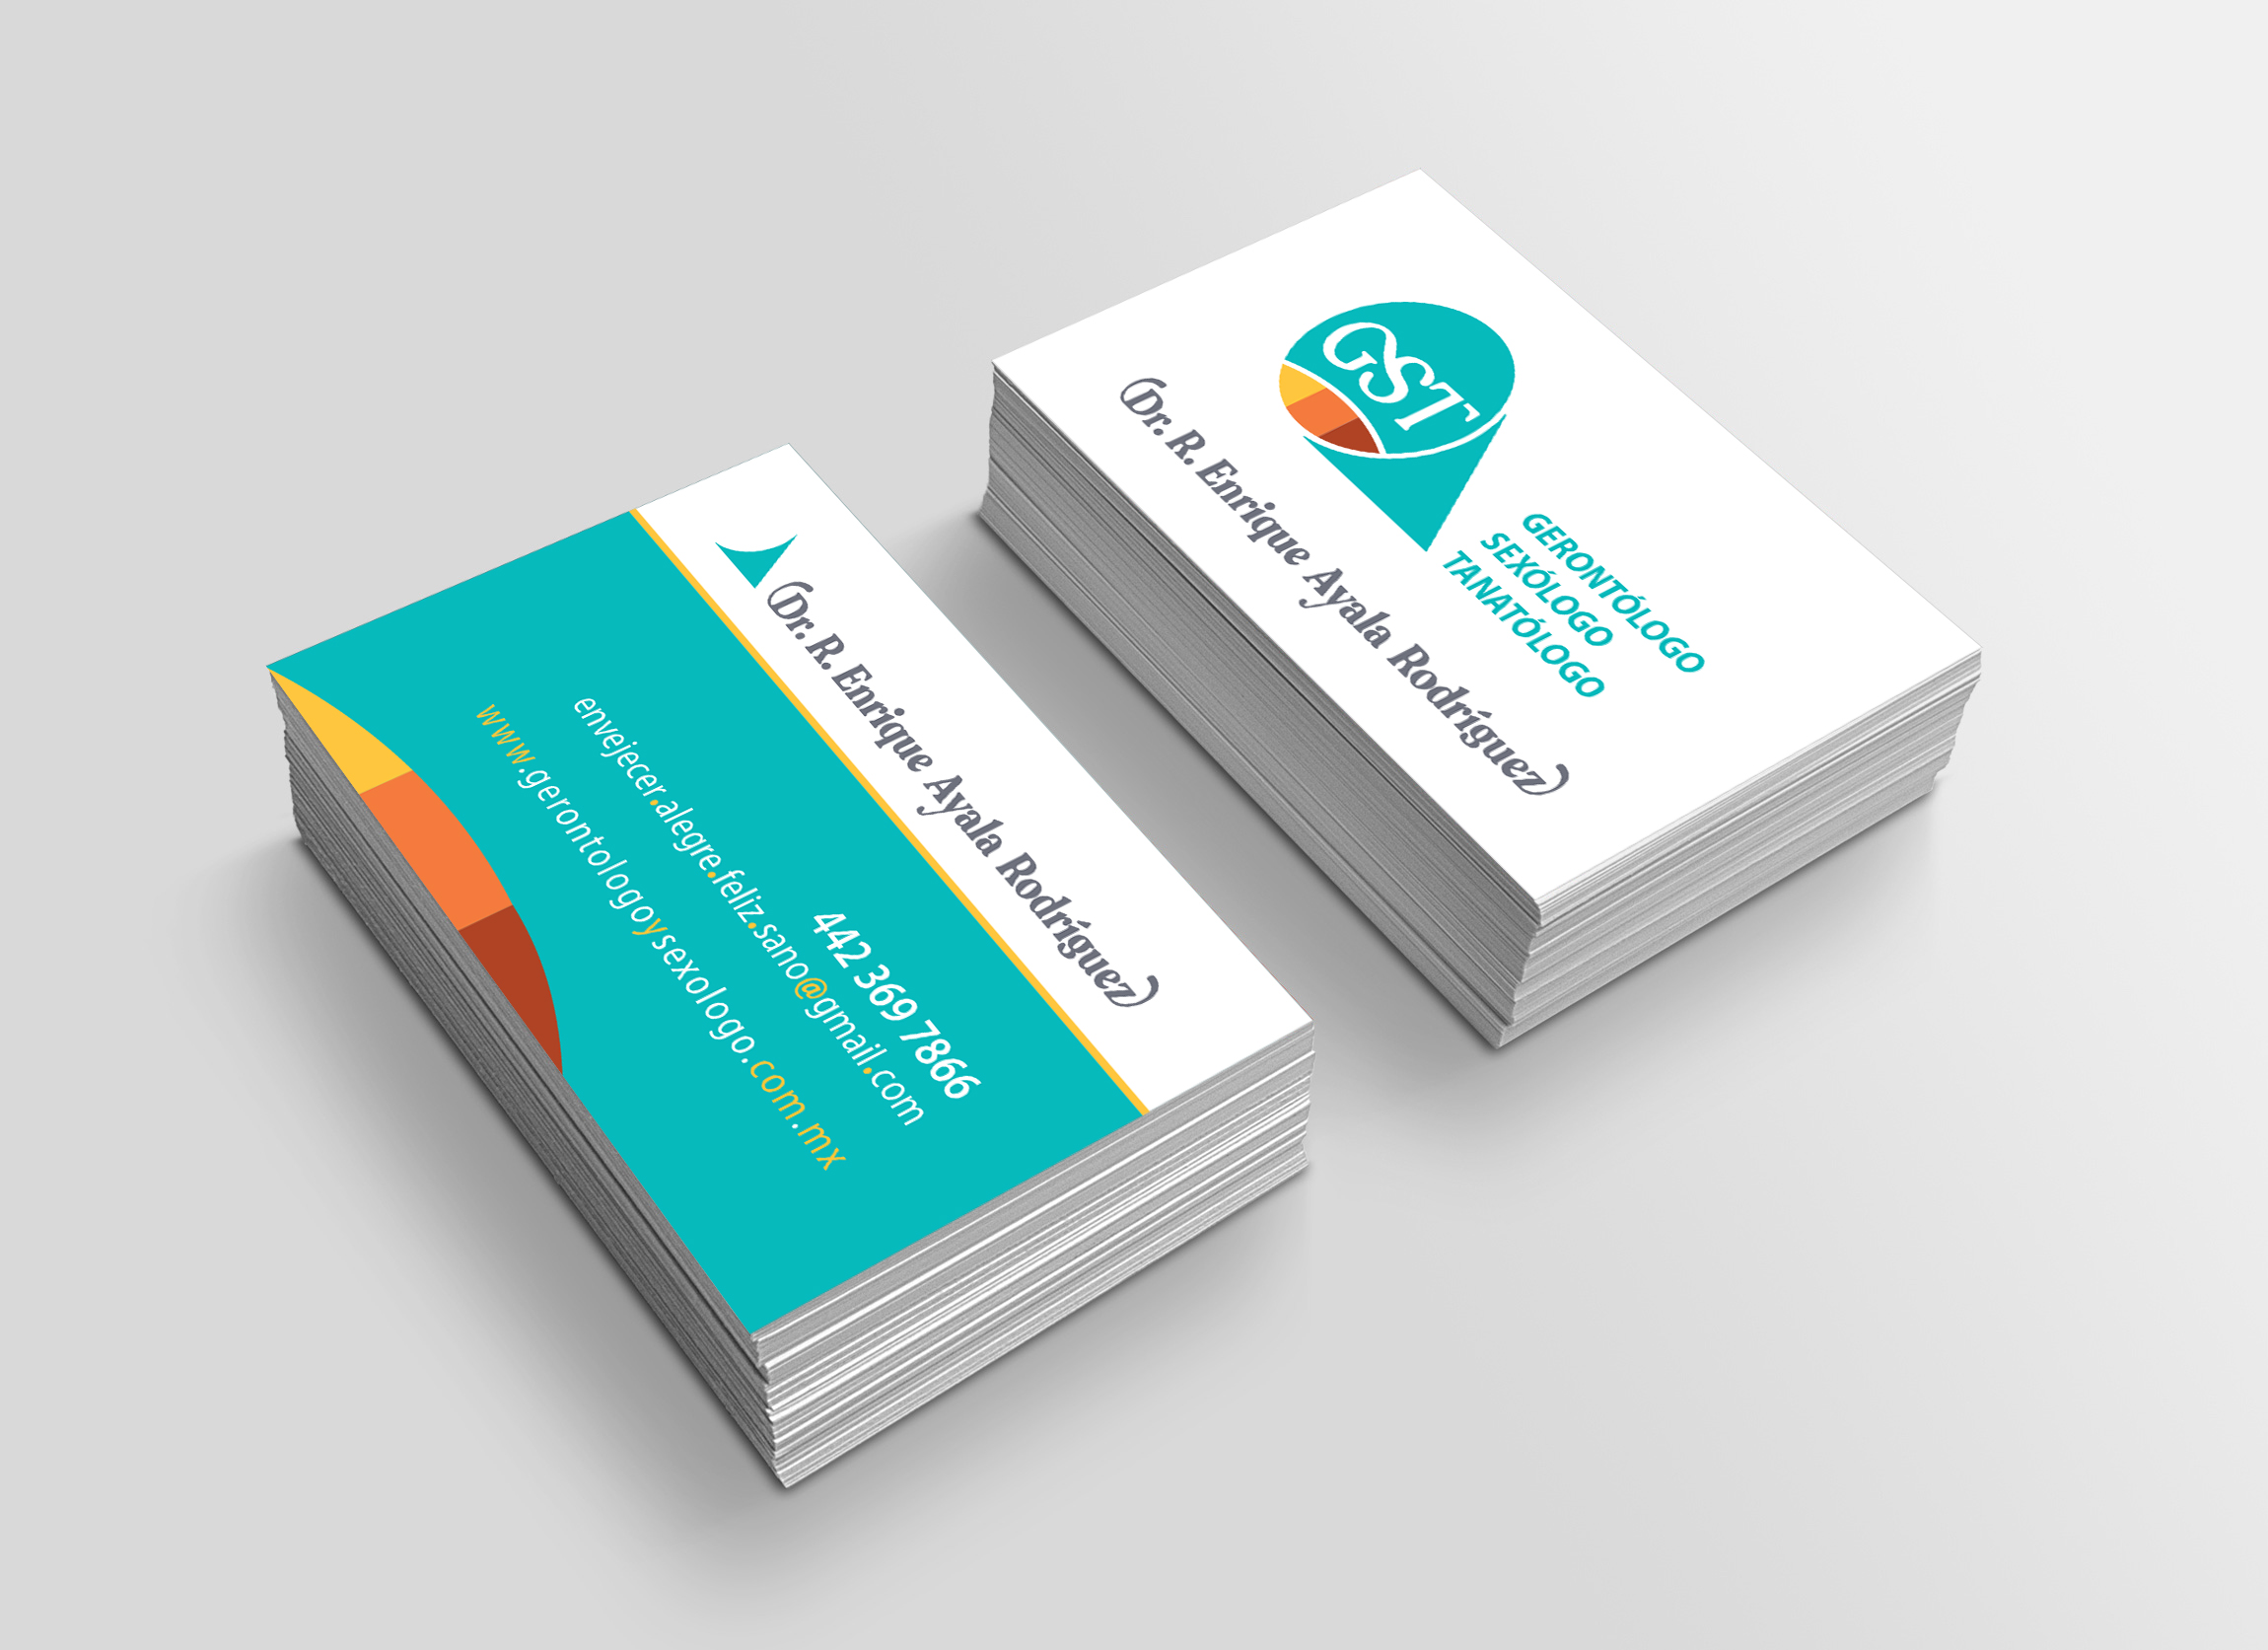 Dr. R. Enrique Ayala Rodríguez
442 369 7866
envejecer.alegre.feliz.sano@gmail.com
www.gerontologoysexologo.com.mx
GST
GERONTÓLOGO
SEXÓLOGO
TANATÓLOGO
Dr. R. Enrique Ayala Rodríguez